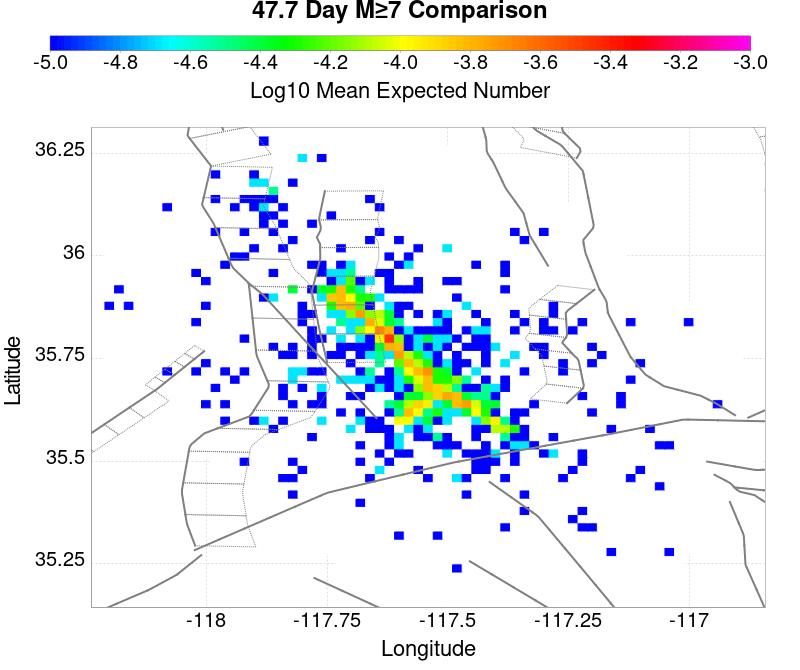 47.7 Day M≥7 Comparison
-5.0 -4.8 -4.6 -4.4 -4.2 -4.0 -3.8 -3.6 -3.4 -3.2 -3.0
Log10 Mean Expected Number
36.25
36
35.75
35.5
35.25
Latitude
-118 -117.75 -117.5 -117.25 -117
Longitude